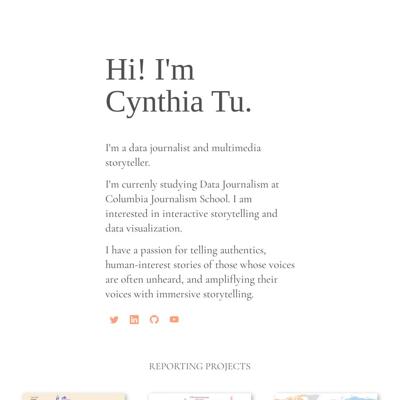 Hi! I'm
Cynthia Tu.
I'm a data journalist and multimedia
storyteller.
I'm currenly studying Data Journalism at
Columbia Journalism School. I am
interested in interactive storytelling and
data visualization.
I have a passion for telling authentics,
human-interest stories of those whose voices
are often unheard, and ampliflying their
voices with immersive storytelling.
REPORTING PROJECTS